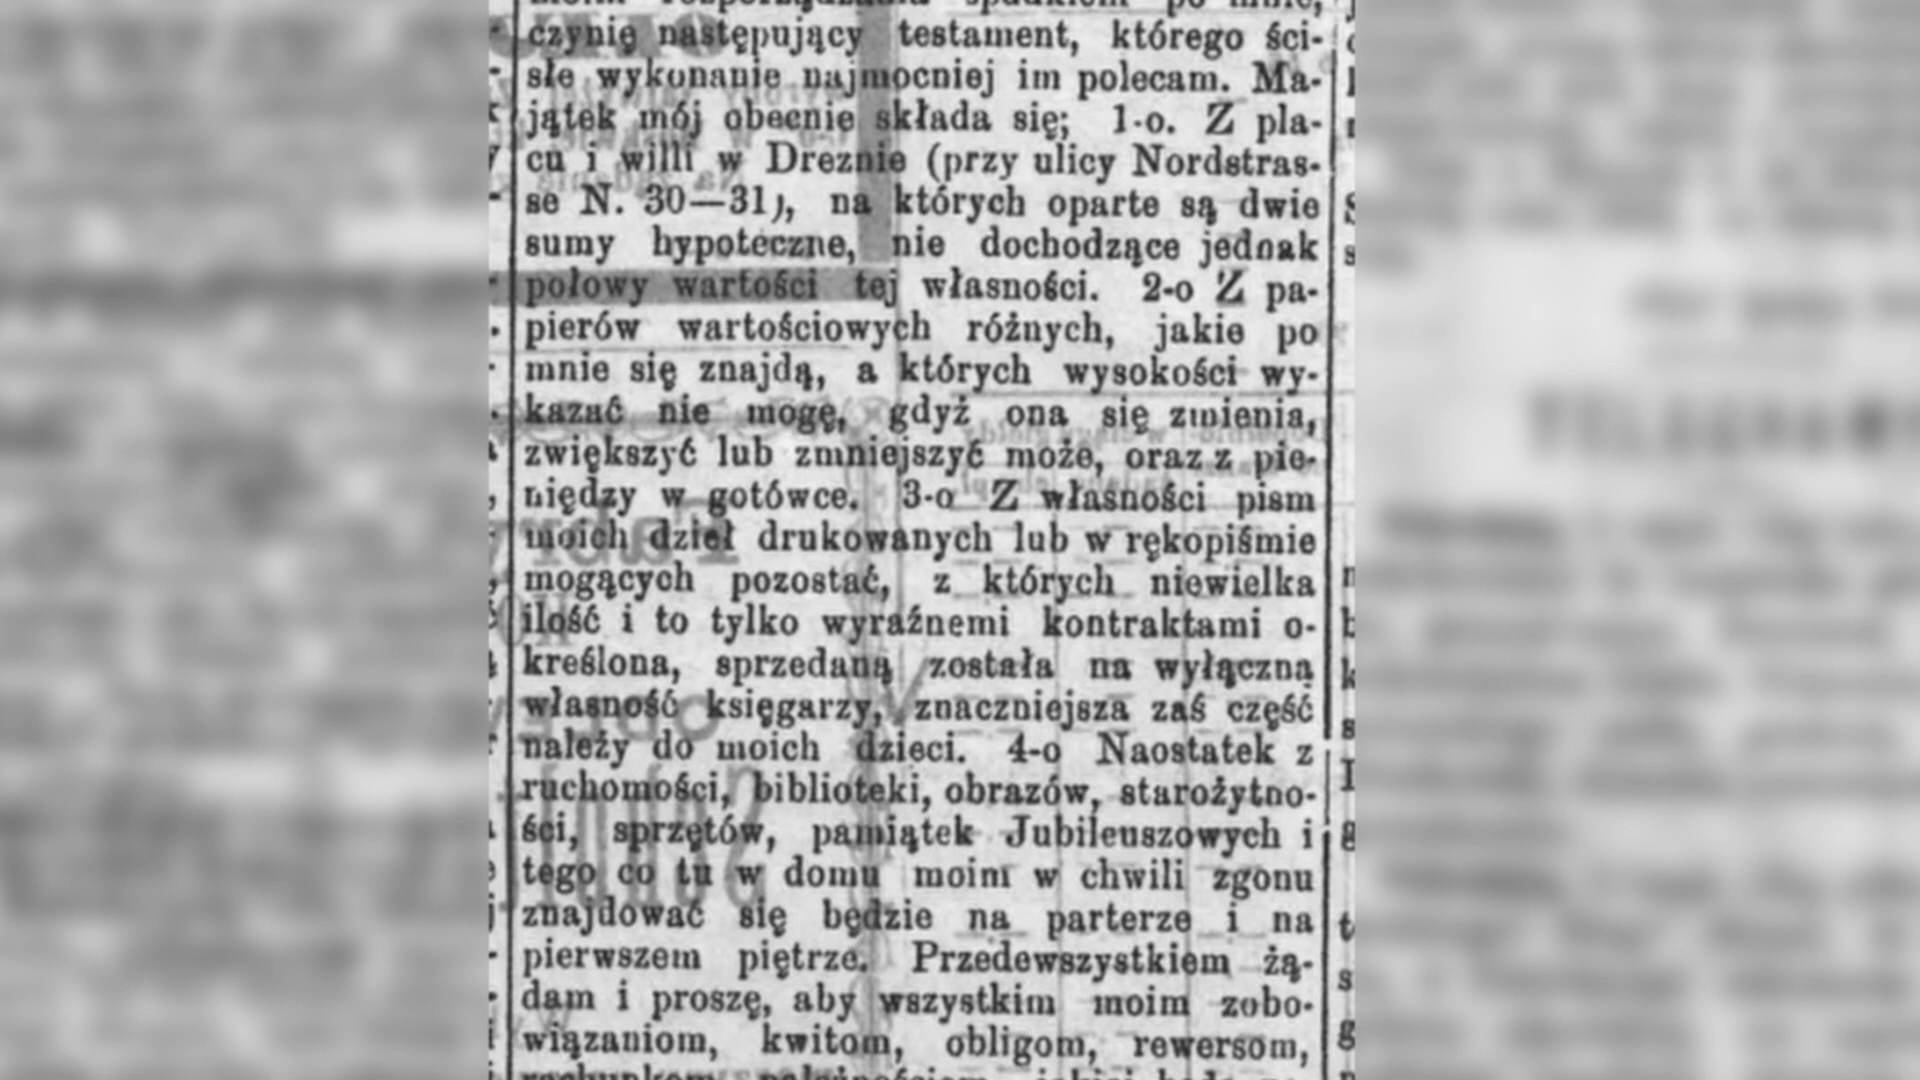 czynię następujący testament, którego ści-
słe wykonanie najmocniej im polecam. Ma-
jątek mój obecnie składa się; 1-o. Z pla-
cu i willi w Dreznie (przy ulicy Nordstras-
se N. 30—31), na których oparte są dwie
sumy hypoteczne, nie dochodzące jednak
połowy wartości tej własności. 2-o Z pa-
pierów wartościowych różnych, jakie po
mnie się znajdą, a których wysokości wy-
kazać nie mogę, gdyż ona się zmienia,
zwiększyć lub zmniejszyć może, oraz z pie-
niędzy w gotówce. 3-o Z własności pism
moich dzieł drukowanych lub w rękopiśmie
mogących pozostać, z których niewielka
ilość i to tylko wyraźnemi kontraktami o-
kreślona, sprzedaną została na wyłączną
własność księgarzy, znaczniejsza zaś część
należy do moich dzieci. 4-o Naostatek z
ruchomości, biblioteki, obrazów, starożytno-
ści, sprzętów, pamiątek Jubileuszowych i
tego co tu w domu moim w chwili zgonu
znajdować się będzie na parterze i na
pierwszem piętrze. Przedewszystkiem żą-
dam i proszę, aby wszystkim moim zobo-
wiązaniom, kwitom, obligom, rewersom,